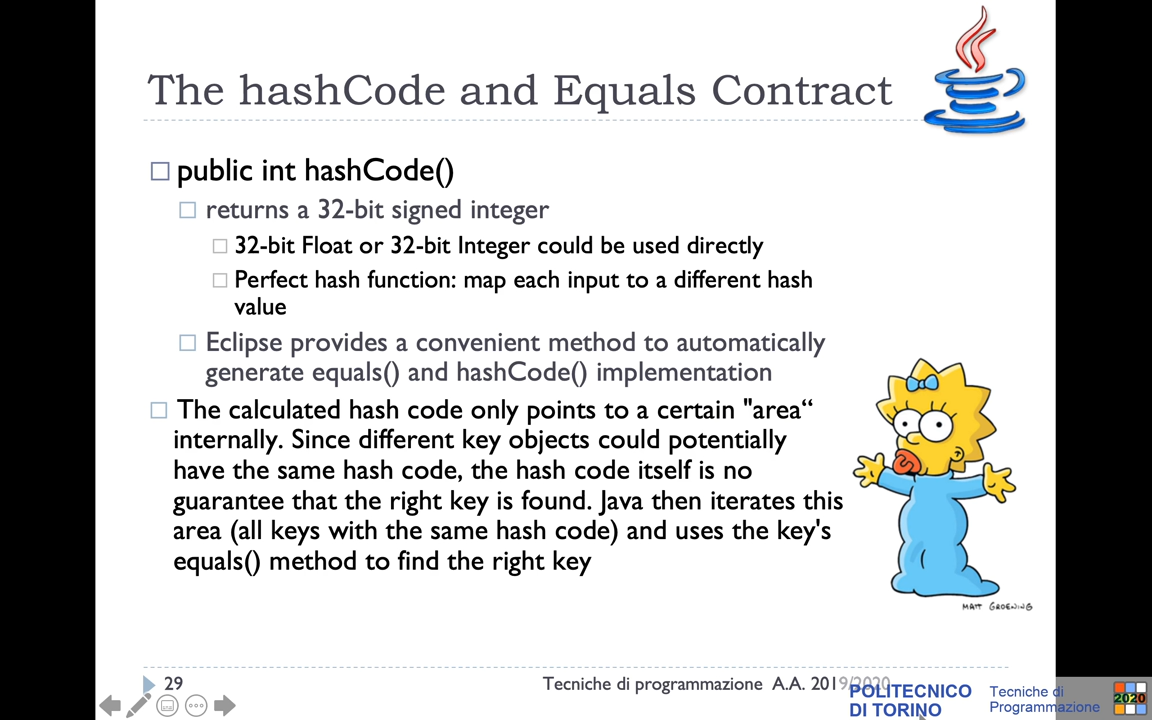 The hashCode and Equals Contract
public int hashCode()
returns a 32-bit signed integer
32-bit Float or 32-bit Integer could be used directly
Perfect hash function: map each input to a different hash
value
Eclipse provides a convenient method to automatically
generate equals() and hashCode() implementation
The calculated hash code only points to a certain "area“
internally. Since different key objects could potentially
have the same hash code, the hash code itself is no
guarantee that the right key is found. Java then iterates this
area (all keys with the same hash code) and uses the key's
equals() method to find the right key
MATT GROENING
29
Tecniche di programmazione A.A. 2019/2020
POLITECNICO
DI TORINO
Tecniche di
Programmazione
2020